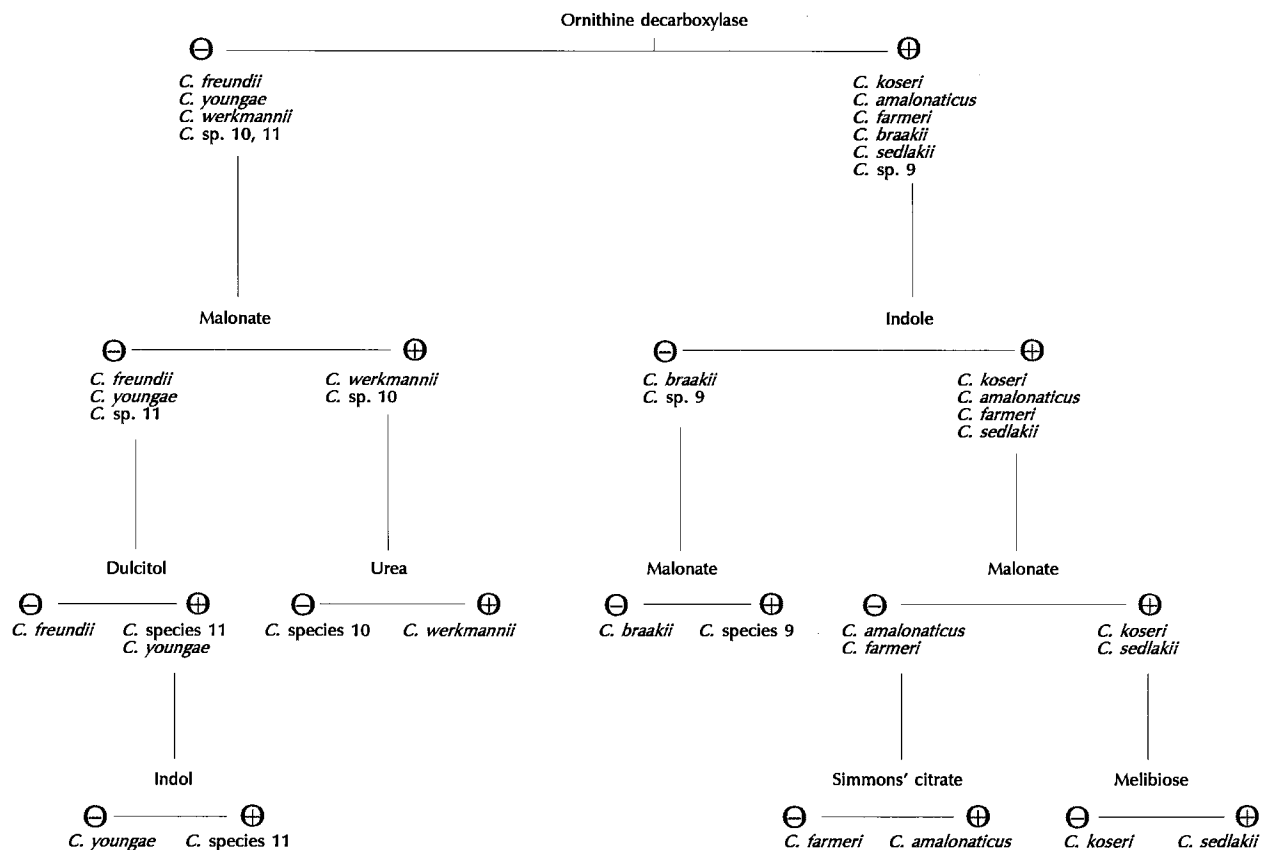 Ornithine decarboxylase
⊖ ⊕
C. freundii
C. youngae
C. werkmannii
C. sp. 10, 11
C. koseri
C. amalonaticus
C. farmeri
C. braakii
C. sedlakii
C. sp. 9
Malonate
⊖ ⊕
C. freundii
C. youngae
C. sp. 11
C. werkmannii
C. sp. 10
Indole
⊖ ⊕
C. braakii
C. sp. 9
C. koseri
C. amalonaticus
C. farmeri
C. sedlakii
Dulcitol
⊖ ⊕
C. freundii
C. species 11
C. youngae
Urea
⊖ ⊕
C. species 10
C. werkmannii
Malonate
⊖ ⊕
C. braakii
C. species 9
Malonate
⊖ ⊕
C. amalonaticus
C. farmeri
C. koseri
C. sedlakii
Indol
⊖ ⊕
C. youngae
C. species 11
Simmons' citrate
⊖ ⊕
C. farmeri
C. amalonaticus
Melibiose
⊖ ⊕
C. koseri
C. sedlakii